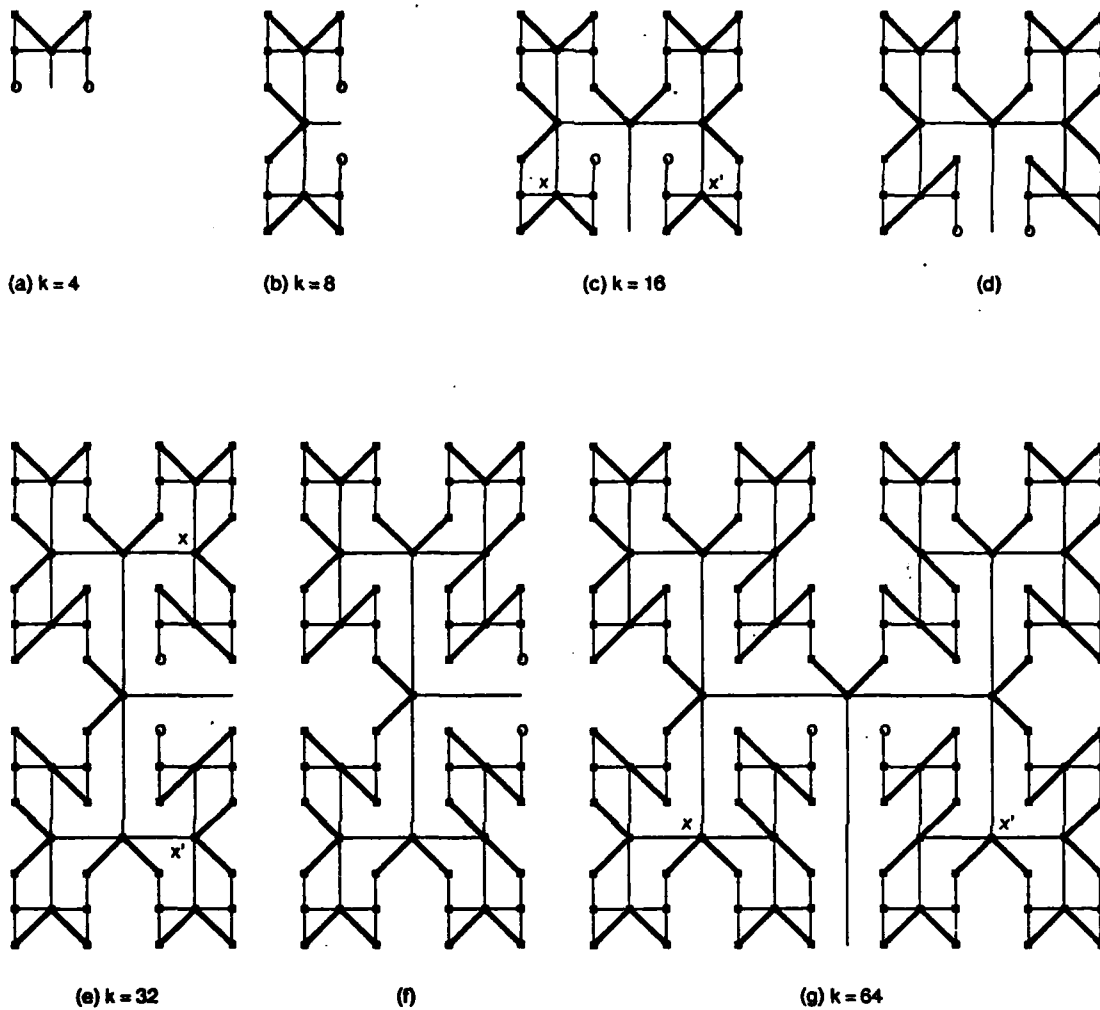 x x'
(a) k = 4 (b) k = 8 (c) k = 16 (d)
x
x x'
x'
(e) k = 32 (f) (g) k = 64